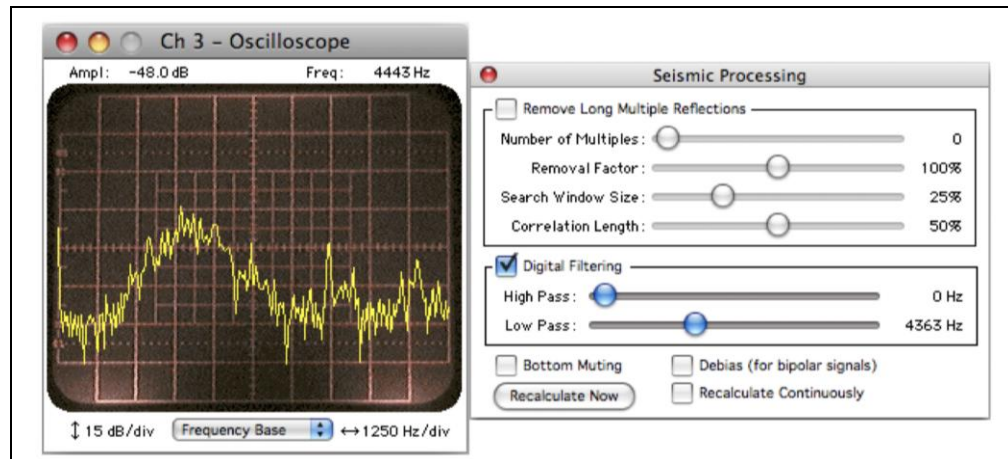 Ch 3 – Oscilloscope
Ampl: -48.0 dB Freq: 4443 Hz
15 dB/div Frequency Base 1250 Hz/div
Seismic Processing
Remove Long Multiple Reflections
Number of Multiples: 0
Removal Factor: 100%
Search Window Size: 25%
Correlation Length: 50%
Digital Filtering
High Pass: 0 Hz
Low Pass: 4363 Hz
Bottom Muting Debias (for bipolar signals)
Recalculate Now Recalculate Continuously